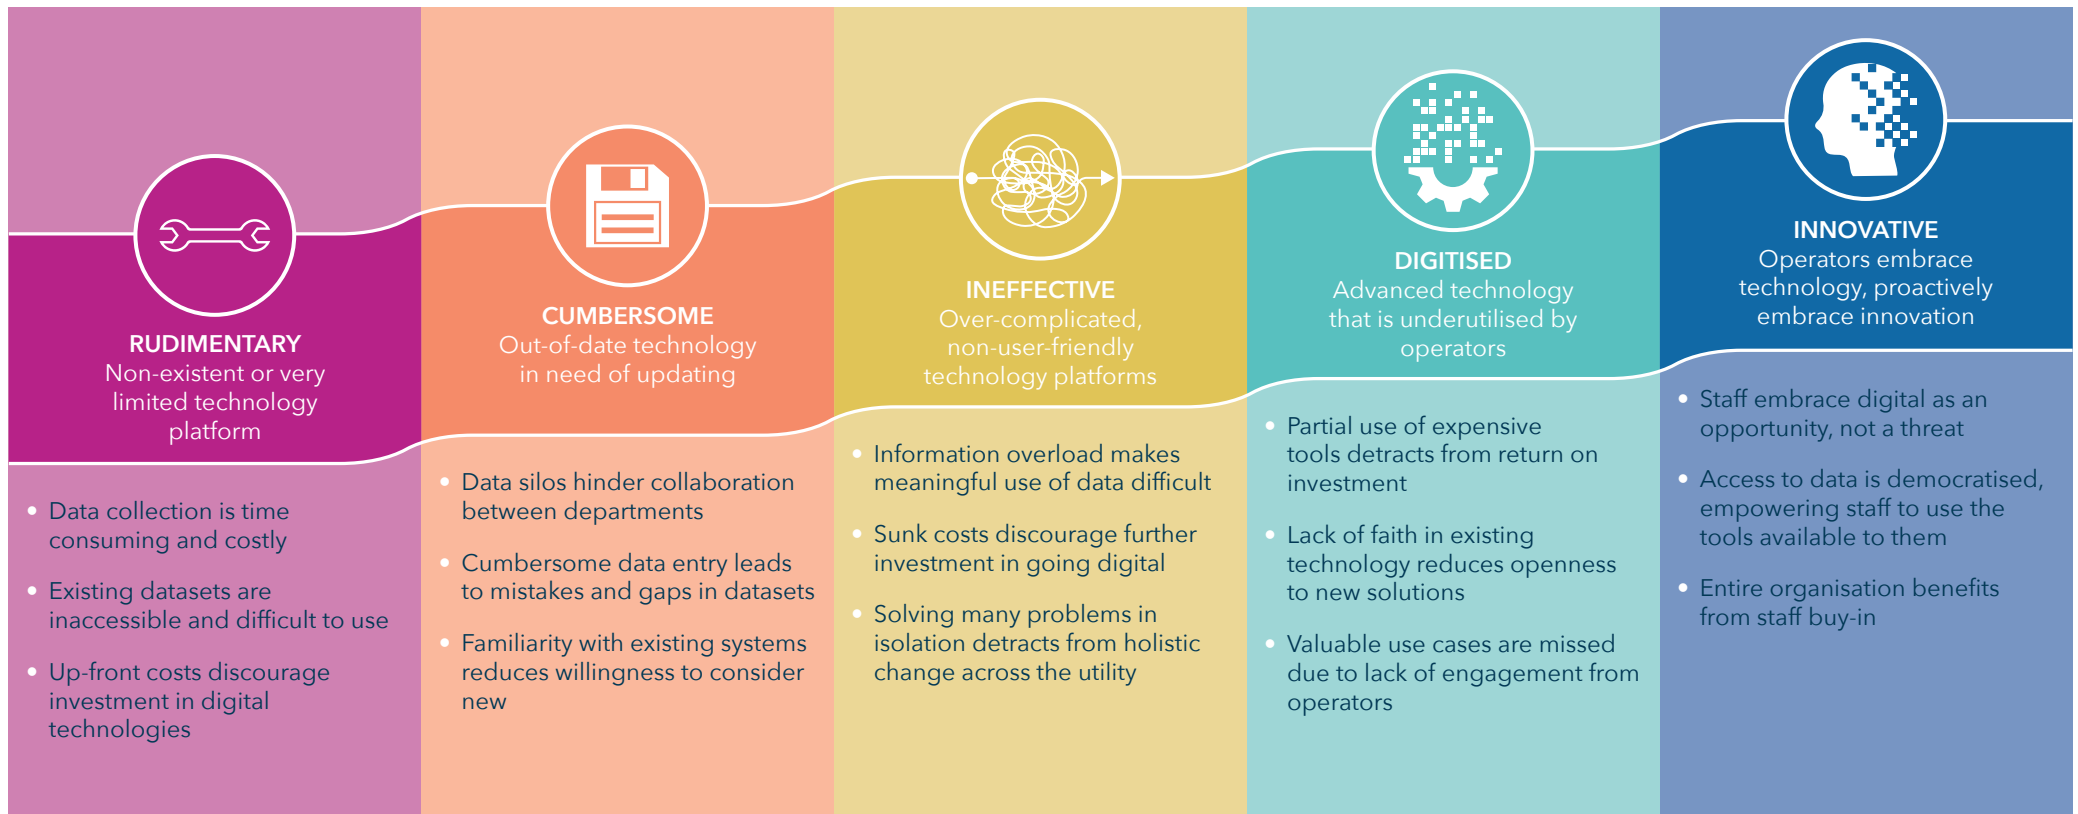 RUDIMENTARY
Non-existent or very
limited technology
platform
• Data collection is time
consuming and costly
• Existing datasets are
inaccessible and difficult to use
• Up-front costs discourage
investment in digital
technologies
CUMBERSOME
Out-of-date technology
in need of updating
• Data silos hinder collaboration
between departments
• Cumbersome data entry leads
to mistakes and gaps in datasets
• Familiarity with existing systems
reduces willingness to consider
new
INEFFECTIVE
Over-complicated,
non-user-friendly
technology platforms
• Information overload makes
meaningful use of data difficult
• Sunk costs discourage further
investment in going digital
• Solving many problems in
isolation detracts from holistic
change across the utility
DIGITISED
Advanced technology
that is underutilised by
operators
• Partial use of expensive
tools detracts from return on
investment
• Lack of faith in existing
technology reduces openness
to new solutions
• Valuable use cases are missed
due to lack of engagement from
operators
INNOVATIVE
Operators embrace
technology, proactively
embrace innovation
• Staff embrace digital as an
opportunity, not a threat
• Access to data is democratised,
empowering staff to use the
tools available to them
• Entire organisation benefits
from staff buy-in